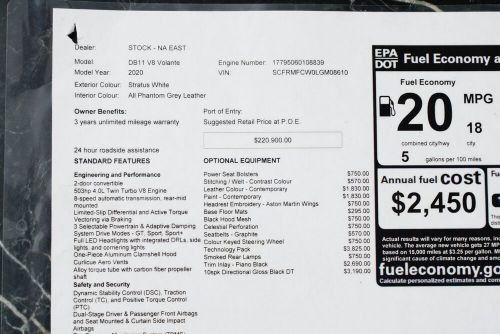 Dealer: STOCK - NA EAST
Model: DB11 V8 Volante Engine Number: 17795060108839
Model Year: 2020 VIN: SCFRMFCW0LGM08610
Exterior Colour: Stratus White
Interior Colour: All Phantom Grey Leather
Owner Benefits: Port of Entry:
3 years unlimited mileage warranty Suggested Retail Price at P.O.E.
$220,900.00
24 hour roadside assistance
STANDARD FEATURES
Engineering and Performance
2-door convertible
503hp 4.0L Twin Turbo V8 Engine
8-speed automatic transmission, rear-mid
mounted
Limited-Slip Differential and Active Torque
Vectoring via Braking
3 Selectable Powertrain & Adaptive Damping
System Drive Modes - GT, Sport, Sport+
Full LED Headlights with integrated DRLs, side
lights, and cornering lights
One-Piece Aluminum Clamshell Hood
Curlicue Aero Vents
Alloy torque tube with carbon fiber propeller
shaft
Safety and Security
Dynamic Stability Control (DSC), Traction
Control (TC), and Positive Torque Control
(PTC)
Dual-Stage Driver & Passenger Front Airbags
and Seat Mounted & Curtain Side Impact
Airbags
OPTIONAL EQUIPMENT
Power Seat Bolsters $750.00
Stitching / Welt - Contrast Colour $570.00
Leather Colour - Contemporary $1,830.00
Paint - Contemporary $1,830.00
Headrest Embroidery - Aston Martin Wings $750.00
Base Floor Mats $295.00
Black Hood Mesh $750.00
Celestial Perforation $750.00
Seatbelts - Graphite $570.00
Colour Keyed Steering Wheel $750.00
Technology Pack $3,825.00
Smoked Rear Lamps $750.00
Trim Inlay - Piano Black $2,690.00
10spk Directional Gloss Black DT $3,190.00
EPA
DOT
Fuel Economy a
Fuel Economy
20 MPG
18
combined city/hwy city
5 gallons per 100 miles
Annual fuel cost
$2,450
Fu
Actual results will vary for many reasons, inc
vehicle. The average new vehicle gets 27 MP
based on 15,000 miles at $3.25 per gallon. M
significant cause of climate change and smo
fueleconomy.go
Calculate personalized estimates and com